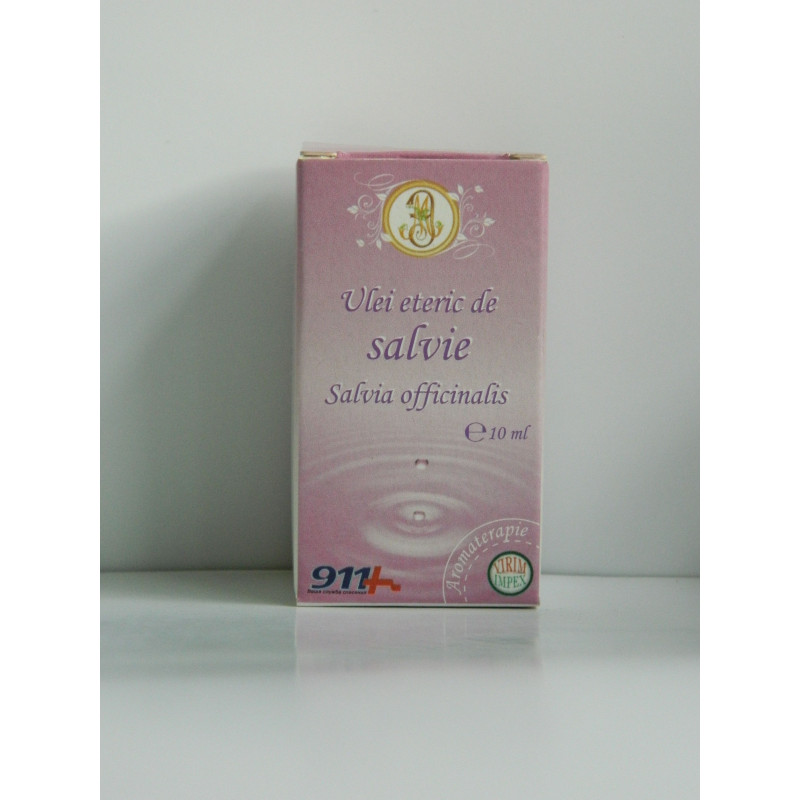 Ulei eteric de
salvie
Salvia officinalis
℮ 10 ml
Aromaterapie
911
VIRIM
IMPEX